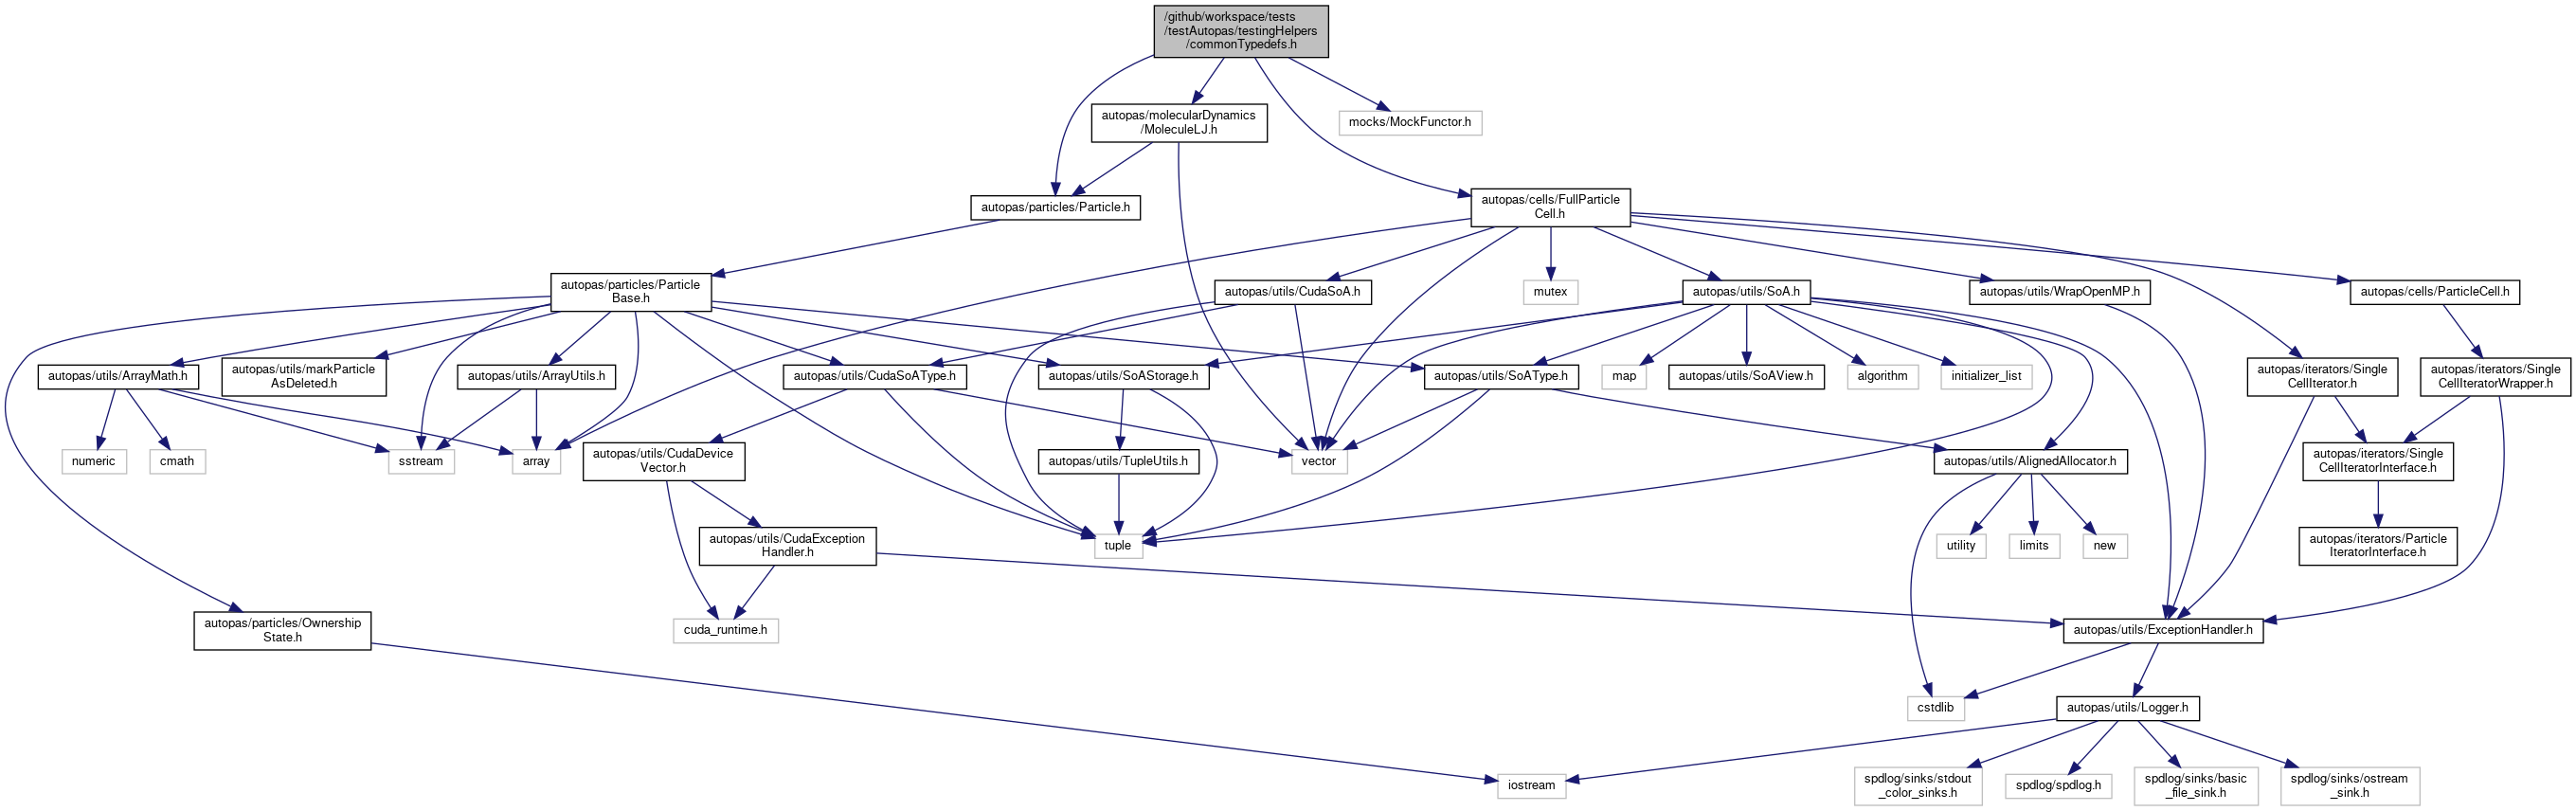 /github/workspace/tests
/testAutopas/testingHelpers
/commonTypedefs.h
autopas/molecularDynamics
/MoleculeLJ.h
mocks/MockFunctor.h
autopas/particles/Particle.h
autopas/cells/FullParticle
Cell.h
autopas/particles/Particle
Base.h
autopas/utils/CudaSoA.h
mutex
autopas/utils/SoA.h
autopas/utils/WrapOpenMP.h
autopas/cells/ParticleCell.h
autopas/utils/ArrayMath.h
autopas/utils/markParticle
AsDeleted.h
autopas/utils/ArrayUtils.h
autopas/utils/CudaSoAType.h
autopas/utils/SoAStorage.h
autopas/utils/SoAType.h
map
autopas/utils/SoAView.h
algorithm
initializer_list
autopas/iterators/Single
CellIterator.h
autopas/iterators/Single
CellIteratorWrapper.h
numeric
cmath
sstream
array
autopas/utils/CudaDevice
Vector.h
autopas/utils/TupleUtils.h
vector
autopas/utils/AlignedAllocator.h
autopas/iterators/Single
CellIteratorInterface.h
autopas/utils/CudaException
Handler.h
tuple
utility
limits
new
autopas/iterators/Particle
IteratorInterface.h
autopas/particles/Ownership
State.h
cuda_runtime.h
autopas/utils/ExceptionHandler.h
cstdlib
autopas/utils/Logger.h
iostream
spdlog/sinks/stdout
_color_sinks.h
spdlog/spdlog.h
spdlog/sinks/basic
_file_sink.h
spdlog/sinks/ostream
_sink.h